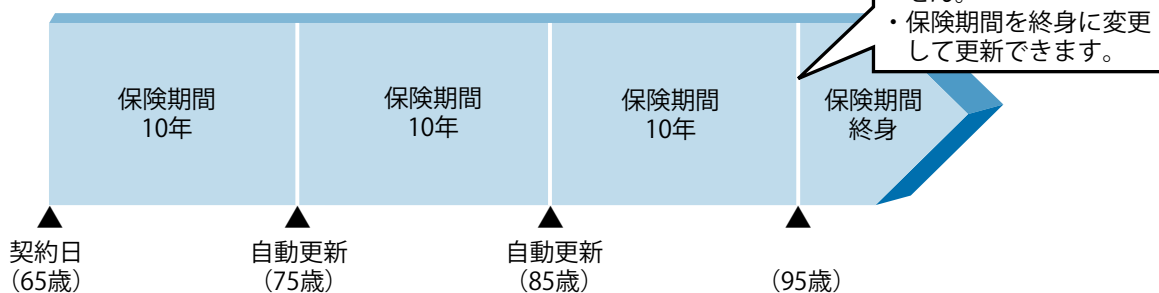 せん。
・保険期間を終身に変更
して更新できます。
保険期間
10年
保険期間
10年
保険期間
10年
保険期間
終身
契約日
（65歳）
自動更新
（75歳）
自動更新
（85歳）
（95歳）